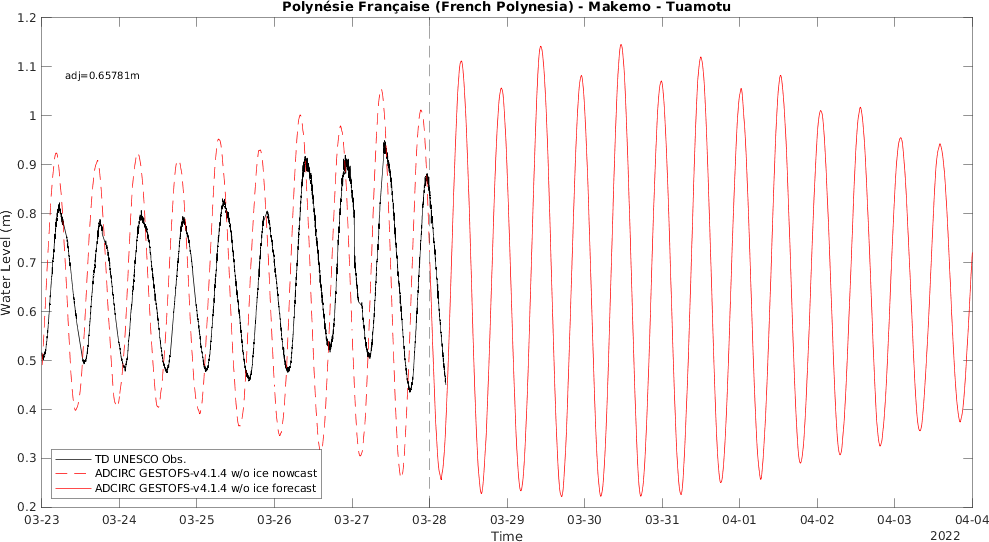 Polynésie Française (French Polynesia) - Makemo - Tuamotu
1.2
1.1
1
0.9
0.8
0.7
0.6
0.5
0.4
0.3
0.2
Water Level (m)
adj=0.65781m
TD UNESCO Obs.
ADCIRC GESTOFS-v4.1.4 w/o ice nowcast
ADCIRC GESTOFS-v4.1.4 w/o ice forecast
03-23 03-24 03-25 03-26 03-27 03-28 03-29 03-30 03-31 04-01 04-02 04-03 04-04
Time
2022